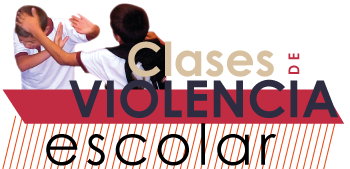 Clases DE
VIOLENCIA
escolar